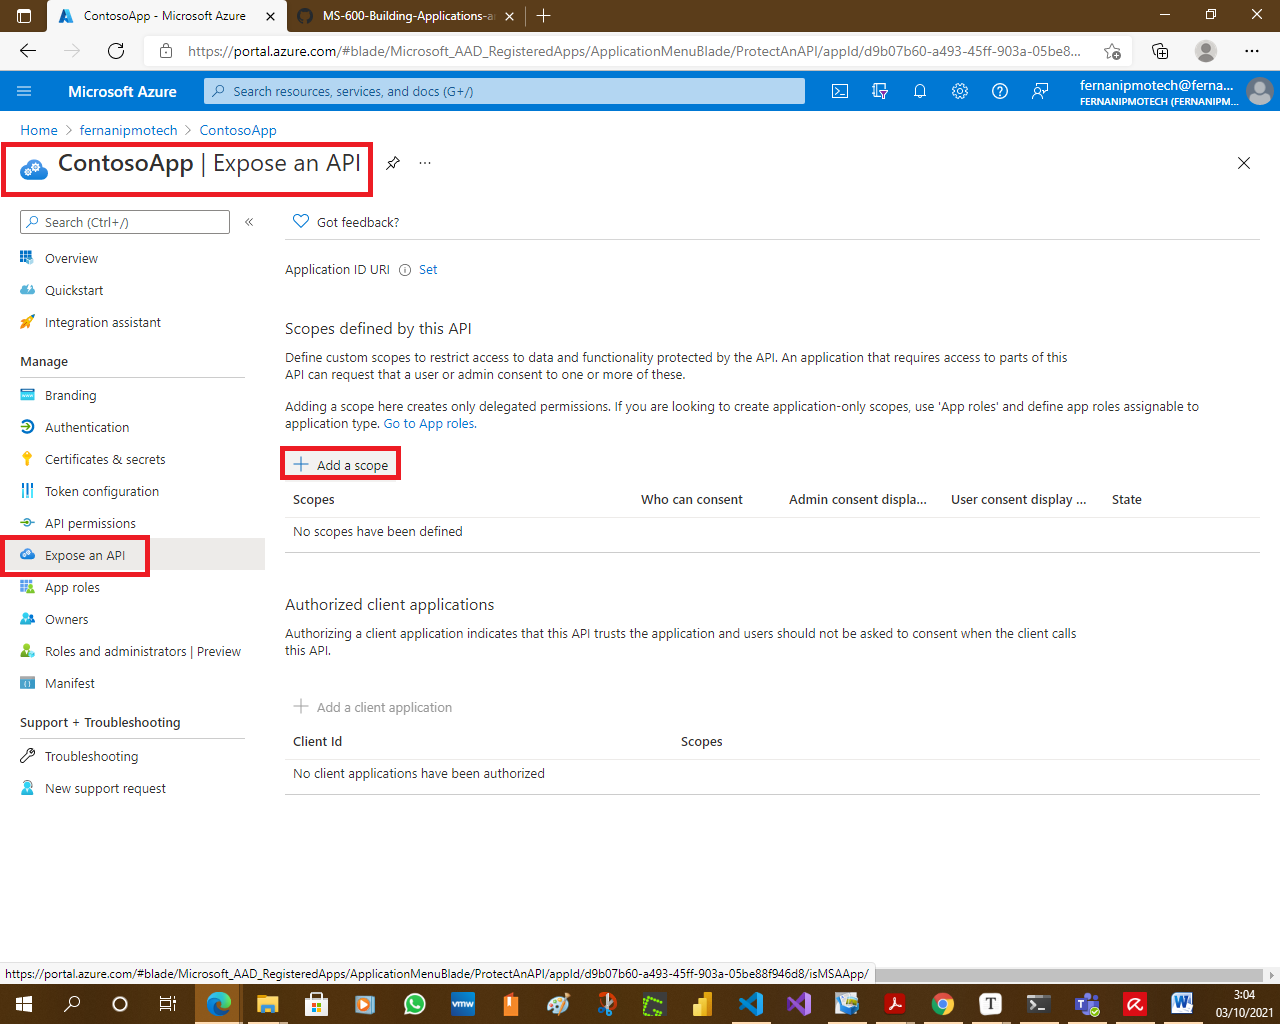 ContosoApp - Microsoft Azure
MS-600-Building-Applications-a
https://portal.azure.com/#blade/Microsoft_AAD_RegisteredApps/ApplicationMenuBlade/ProtectAnAPI/appId/d9b07b60-a493-45ff-903a-05be8...
Microsoft Azure
Search resources, services, and docs (G+/)
fernanipmotech@ferna...
FERNANIPMOTECH (FERNANIPM...
Home > fernanipmotech > ContosoApp
ContosoApp | Expose an API
Search (Ctrl+/)
«
Got feedback?
Overview
Quickstart
Integration assistant
Manage
Branding
Authentication
Certificates & secrets
Token configuration
API permissions
Expose an API
App roles
Owners
Roles and administrators | Preview
Manifest
Support + Troubleshooting
Troubleshooting
New support request
Application ID URI Set
Scopes defined by this API
Define custom scopes to restrict access to data and functionality protected by the API. An application that requires access to parts of this
API can request that a user or admin consent to one or more of these.
Adding a scope here creates only delegated permissions. If you are looking to create application-only scopes, use 'App roles' and define app roles assignable to
application type. Go to App roles.
Add a scope
Scopes Who can consent Admin consent displa... User consent display ... State
No scopes have been defined
Authorized client applications
Authorizing a client application indicates that this API trusts the application and users should not be asked to consent when the client calls
this API.
Add a client application
Client Id Scopes
No client applications have been authorized
https://portal.azure.com/#blade/Microsoft_AAD_RegisteredApps/ApplicationMenuBlade/ProtectAnAPI/appId/d9b07b60-a493-45ff-903a-05be88f946d8/isMSAApp/
vmw
T
3:04
03/10/2021